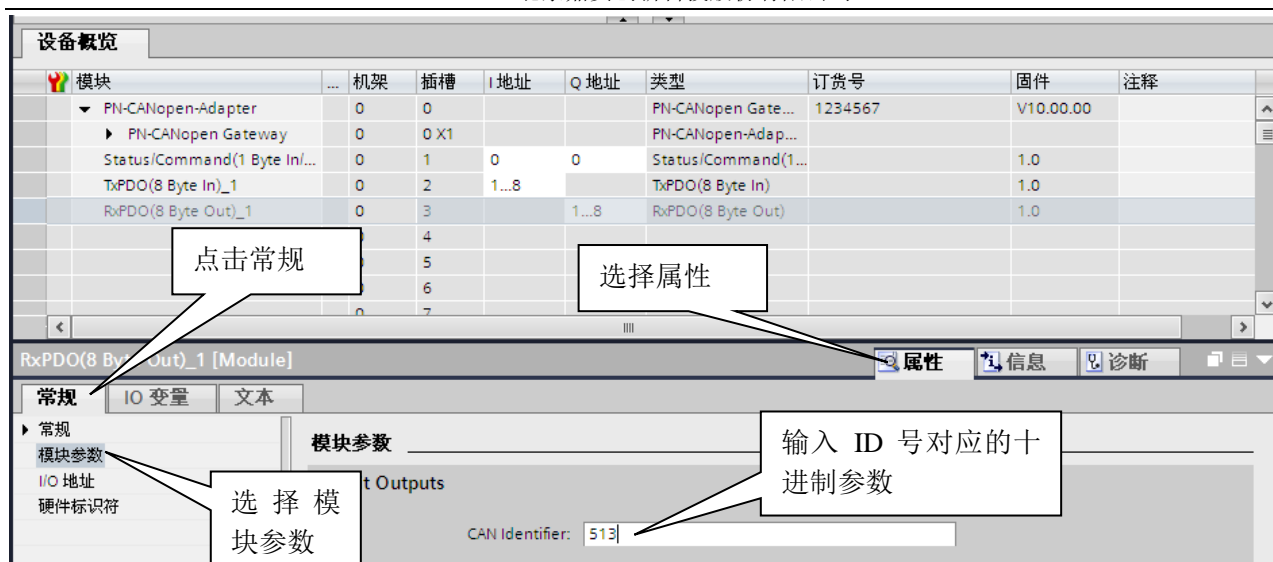 设备概览
模块 ... 机架 插槽 I 地址 Q 地址 类型 订货号 固件 注释
PN-CANopen-Adapter 0 0 PN-CANopen Gate... 1234567 V10.00.00
PN-CANopen Gateway 0 0 X1 PN-CANopen-Adap...
Status/Command(1 Byte In/... 0 1 0 0 Status/Command(1... 1.0
TxPDO(8 Byte In)_1 0 2 1...8 TxPDO(8 Byte In) 1.0
RxPDO(8 Byte Out)_1 0 3 1...8 RxPDO(8 Byte Out) 1.0
4
5
6
0 7
点击常规
选择属性
RxPDO(8 Byte Out)_1 [Module] 属性 信息 诊断
常规 IO 变量 文本
常规
模块参数
I/O 地址
硬件标识符
模块参数
t Outputs
CAN Identifier: 513
选择模
块参数
输入 ID 号对应的十
进制参数